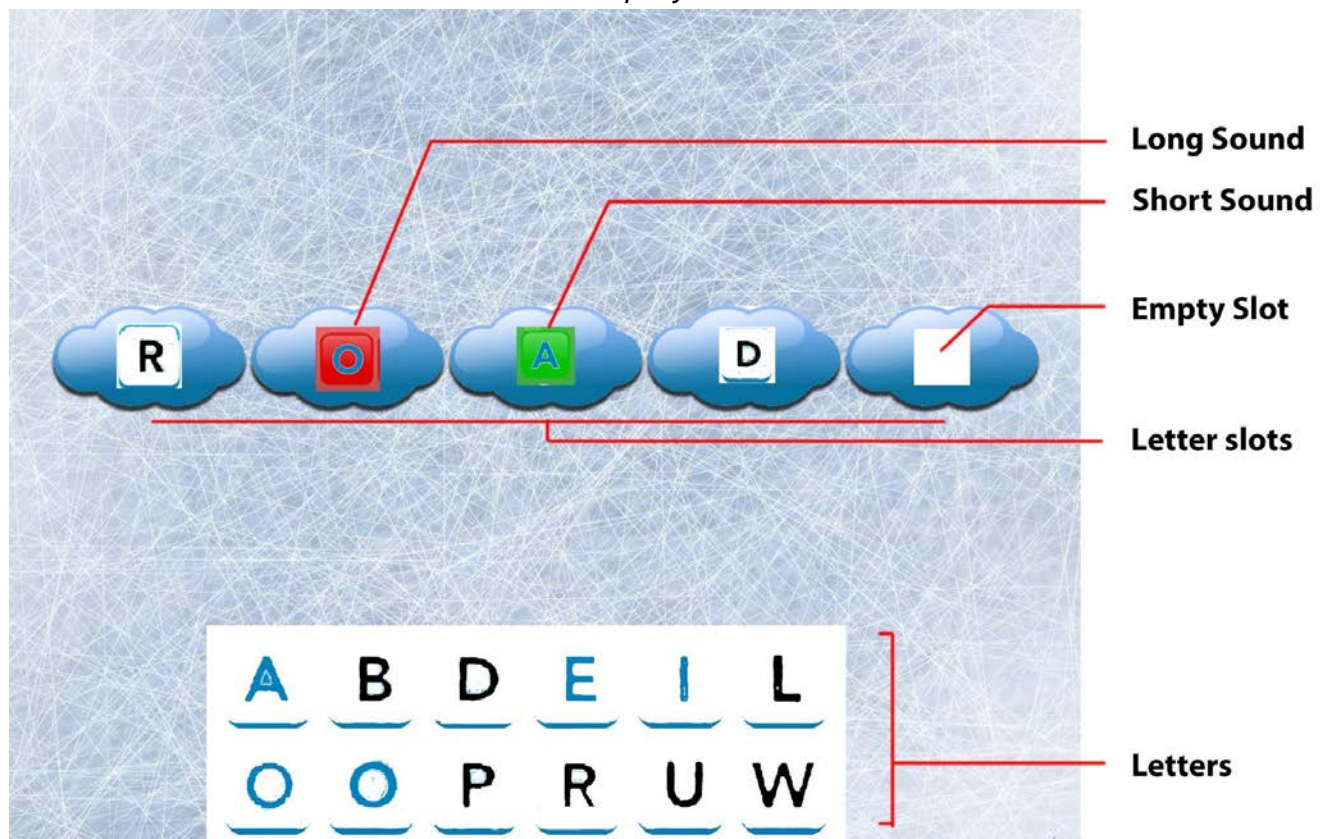 Long Sound
Short Sound
Empty Slot
R O A D
Letter slots
A B D E I L
O O P R U W
Letters